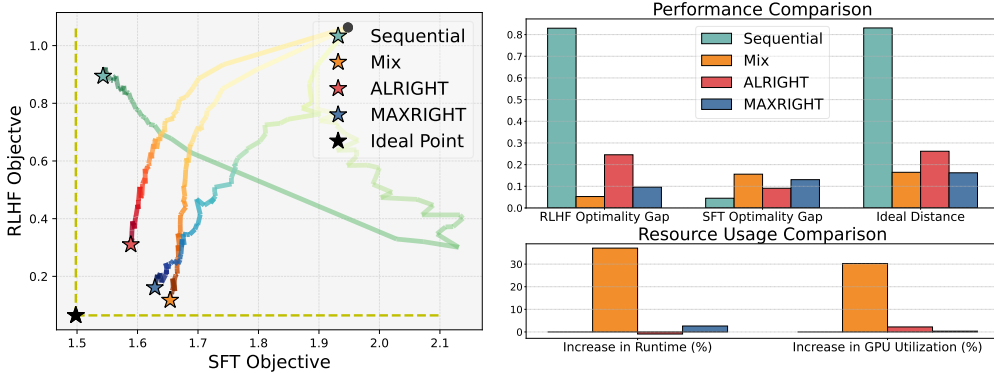 RLHF Objectve
1.0
0.8
0.6
0.4
0.2
Sequential
Mix
ALRIGHT
MAXRIGHT
Ideal Point
1.5 1.6 1.7 1.8 1.9 2.0 2.1
SFT Objective
Performance Comparison
0.8
0.7
0.6
0.5
0.4
0.3
0.2
0.1
0.0
Sequential
Mix
ALRIGHT
MAXRIGHT
RLHF Optimality Gap SFT Optimality Gap Ideal Distance
Resource Usage Comparison
30
20
10
0
Increase in Runtime (%) Increase in GPU Utilization (%)